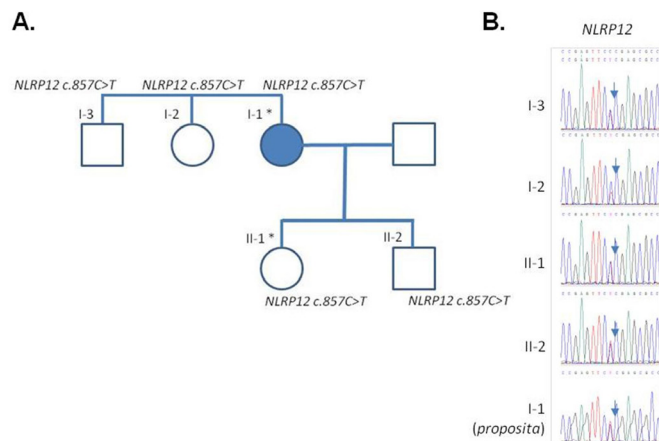 A.
B.
NLRP12
NLRP12 c.857C>T NLRP12 c.857C>T NLRP12 c.857C>T
I-3 I-2 I-1 *
II-1 * II-2
NLRP12 c.857C>T NLRP12 c.857C>T
I-3
I-2
II-1
II-2
I-1
(proposita)